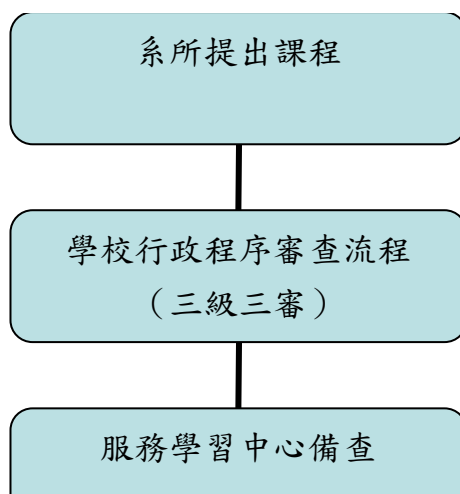 系所提出課程
學校行政程序審查流程
（三級三審）
服務學習中心備查